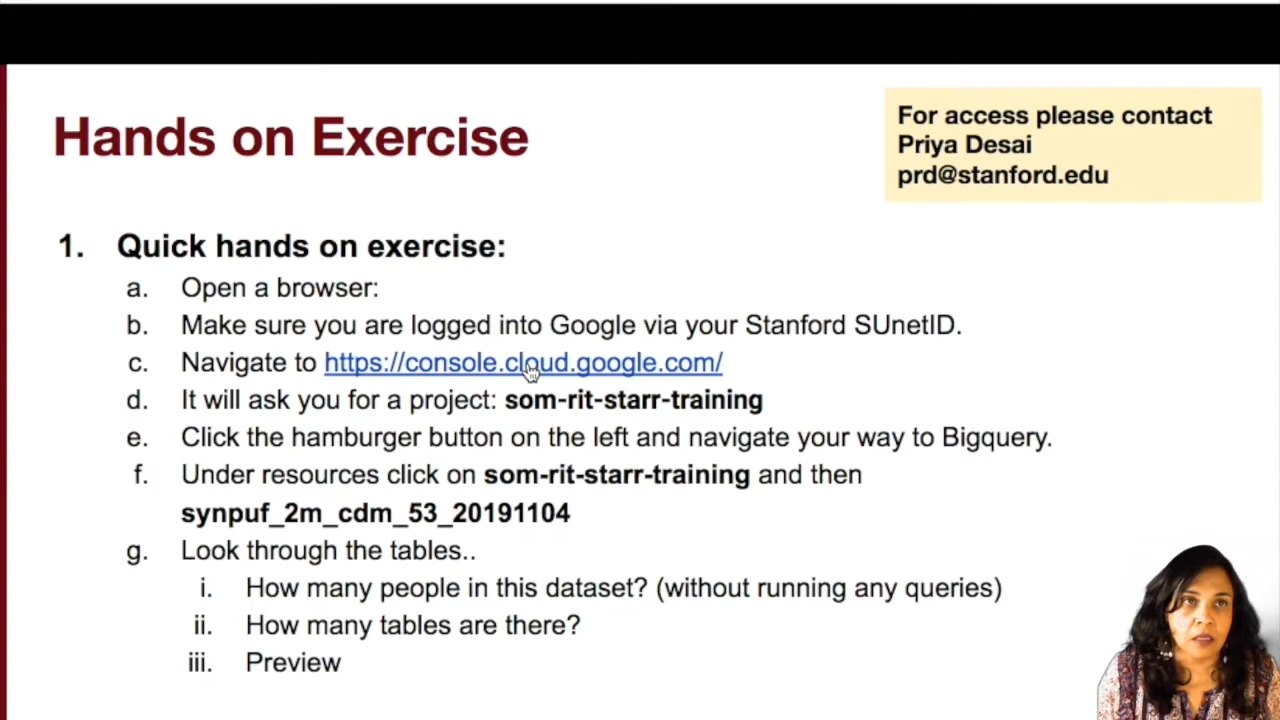 Hands on Exercise
For access please contact
Priya Desai
prd@stanford.edu
1. Quick hands on exercise:
a. Open a browser:
b. Make sure you are logged into Google via your Stanford SUnetID.
c. Navigate to https://console.cloud.google.com/
d. It will ask you for a project: som-rit-starr-training
e. Click the hamburger button on the left and navigate your way to Bigquery.
f. Under resources click on som-rit-starr-training and then
synpuf_2m_cdm_53_20191104
g. Look through the tables..
i. How many people in this dataset? (without running any queries)
ii. How many tables are there?
iii. Preview